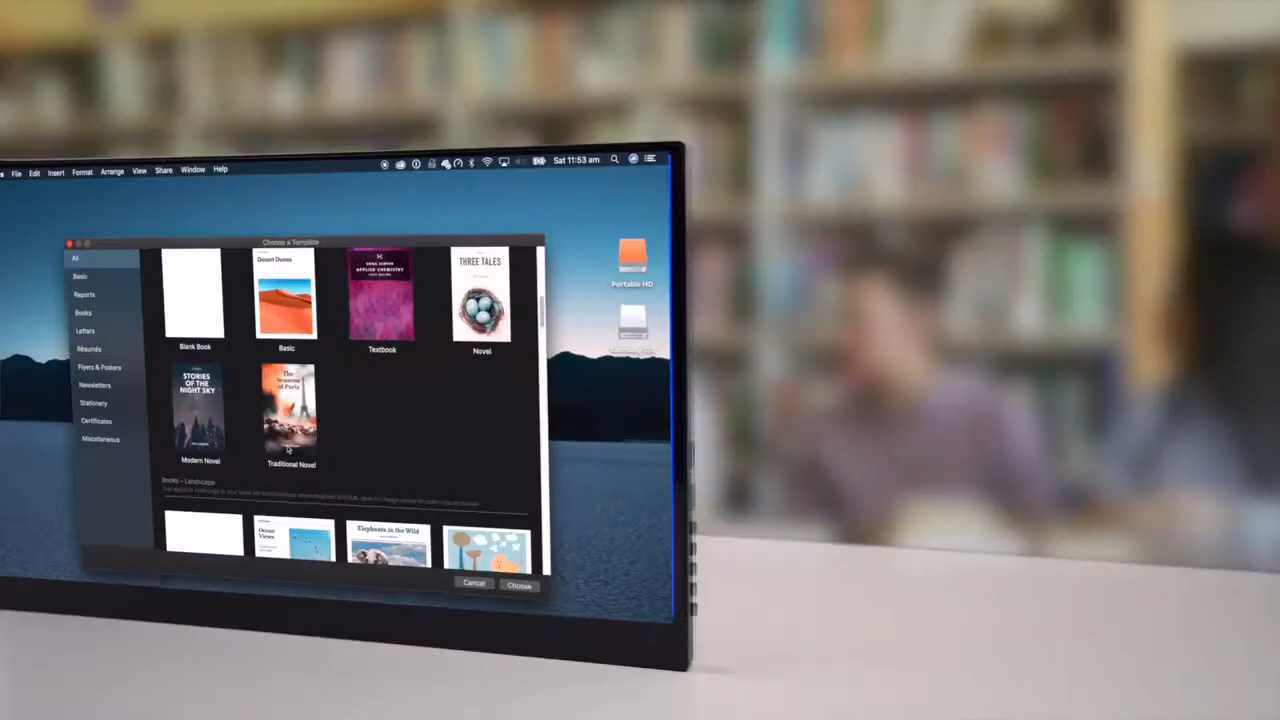 s File Edit Insert Format Arrange View Share Window Help
Sat 11:53 am
Choose a Template
All
Basic
Reports
Books
Letters
Résumés
Flyers & Posters
Newsletters
Stationery
Certificates
Miscellaneous
Desert Dunes
APPLIED CHEMISTRY
THREE TALES
Blank Book
Basic
Textbook
Novel
STORIES
OF THE
NIGHT SKY
The
Seasons
of Paris
Modern Novel
Traditional Novel
Books – Landscape
Ocean
Views
Elephants in the Wild
Cancel
Choose
Portable HD